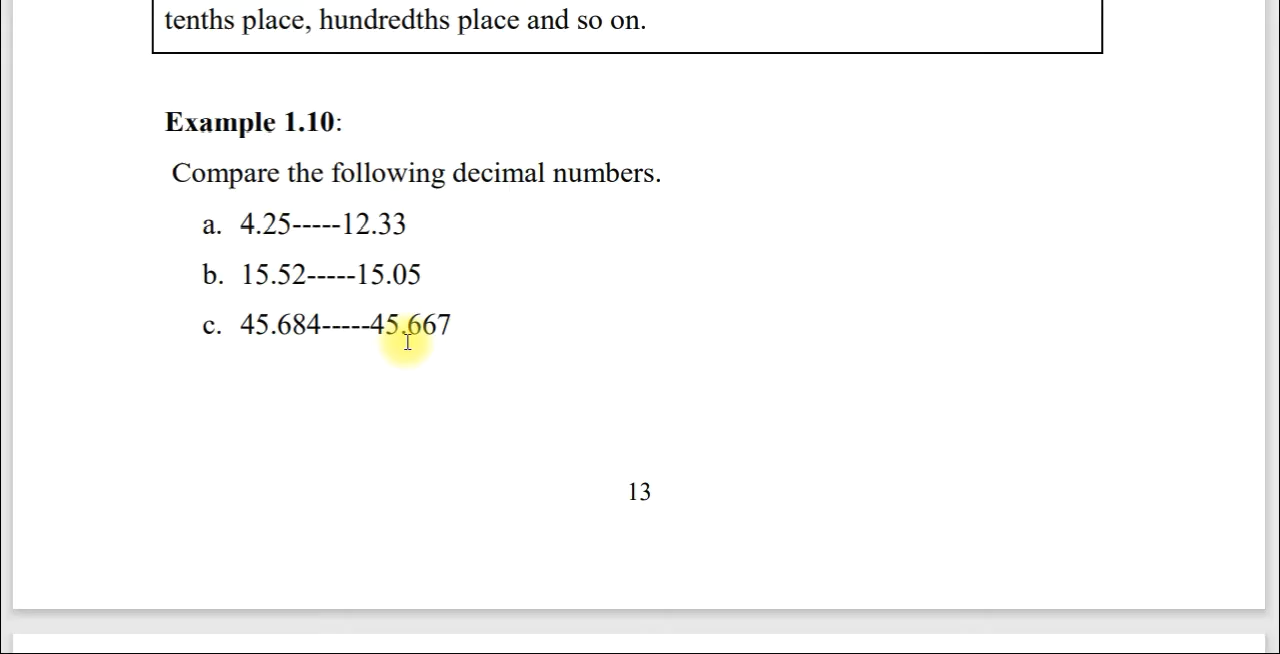 tenths place, hundredths place and so on.
Example 1.10:
Compare the following decimal numbers.
a. 4.25-----12.33
b. 15.52-----15.05
c. 45.684-----45.667
13